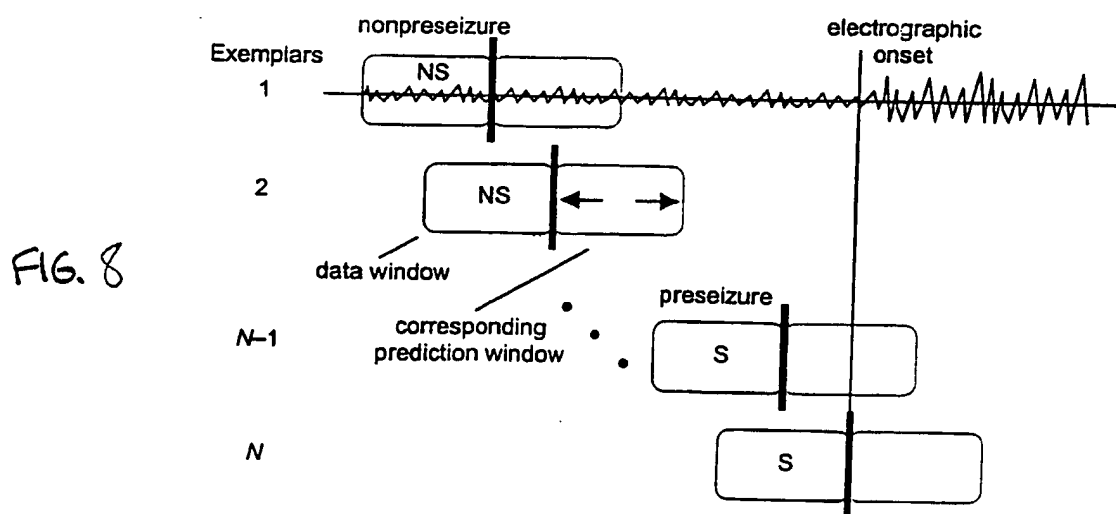 nonpreseizure
electrographic
onset
Exemplars
1
NS
2
NS
FIG. 8
data window
corresponding
prediction window
preseizure
N–1
S
N
S